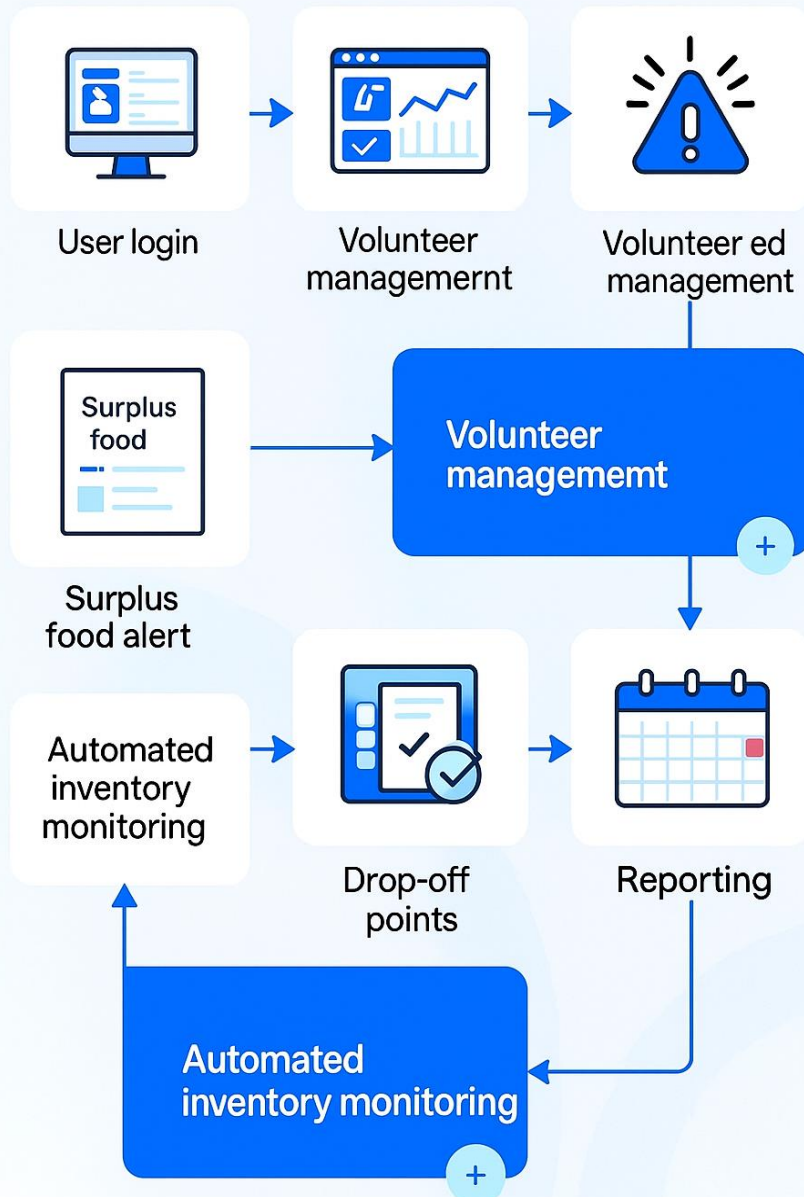 User login
Volunteer
managemernt
Volunteer ed
management
Surplus
food
Volunteer
managememt
Surplus
food alert
Automated
inventory
monitoring
Drop-off
points
Reporting
Automated
inventory monitoring